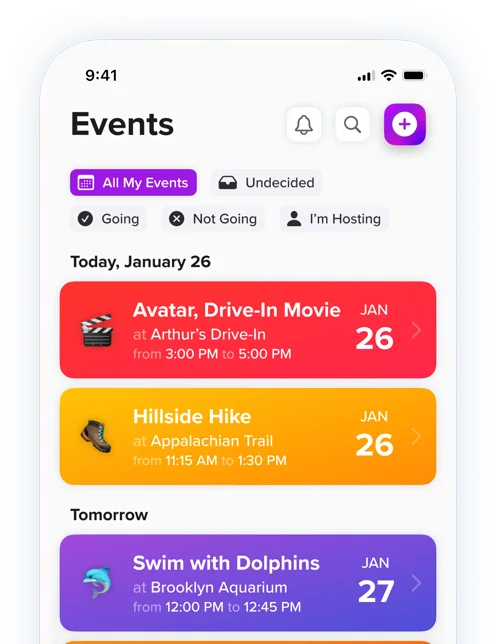 9:41
Events
All My Events
Undecided
Going
Not Going
I'm Hosting
Today, January 26
Avatar, Drive-In Movie
at Arthur's Drive-In
from 3:00 PM to 5:00 PM
JAN
26
Hillside Hike
at Appalachian Trail
from 11:15 AM to 1:30 PM
JAN
26
Tomorrow
Swim with Dolphins
at Brooklyn Aquarium
from 12:00 PM to 12:45 PM
JAN
27